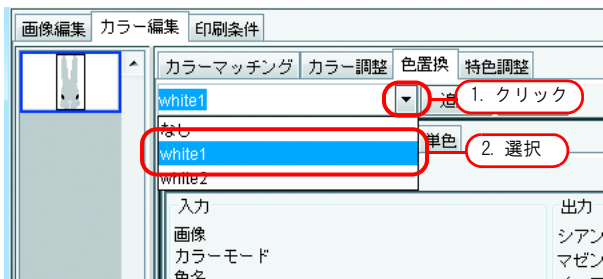 画像編集 カラー編集 印刷条件
カラーマッチング カラー調整 色置換 特色調整
white1 追 1. クリック
なし
white1 単色 2. 選択
white2
入力 出力
画像 シアン
カラーモード マゼン
色名